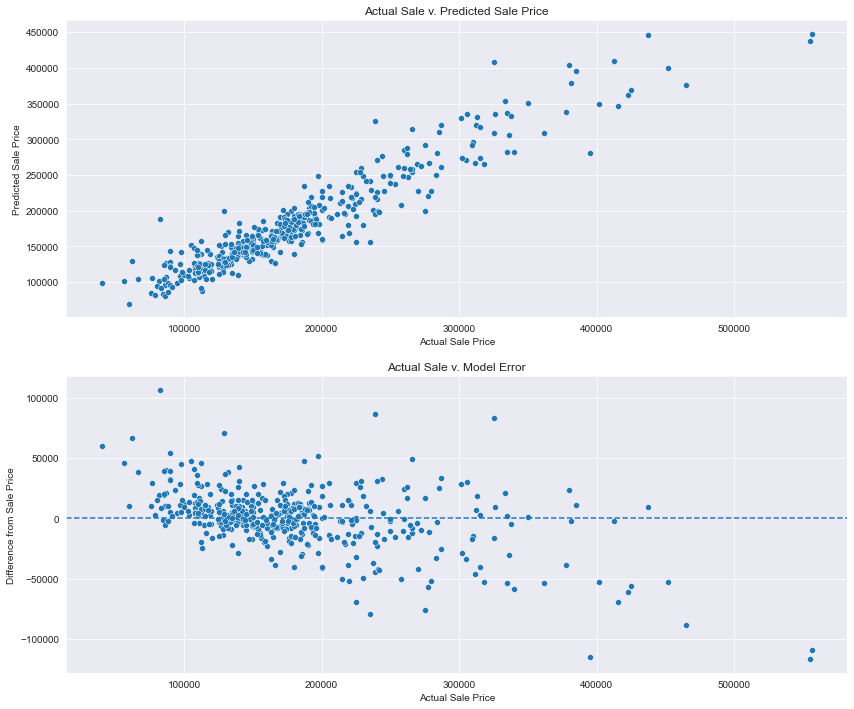 Actual Sale v. Predicted Sale Price
450000
400000
350000
300000
250000
200000
150000
100000
Predicted Sale Price
100000 200000 300000 400000 500000
Actual Sale Price
Actual Sale v. Model Error
100000
50000
0
−50000
−100000
Difference from Sale Price
100000 200000 300000 400000 500000
Actual Sale Price